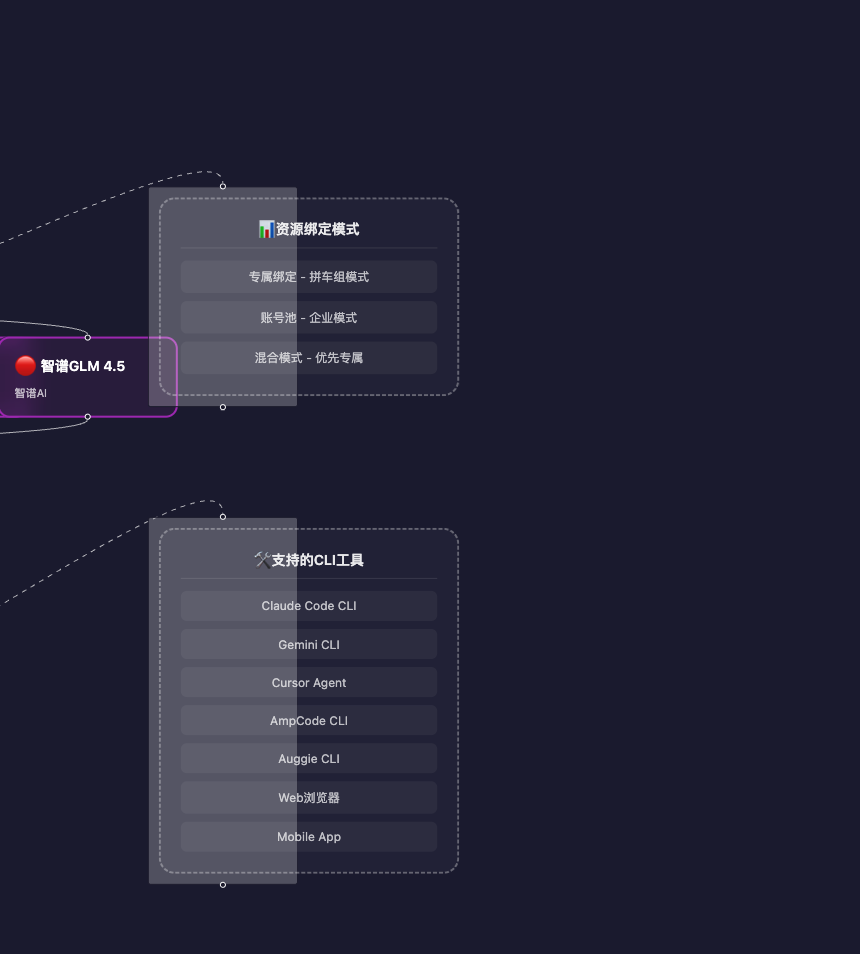 📊资源绑定模式
专属绑定 - 拼车组模式
账号池 - 企业模式
混合模式 - 优先专属
🔴 智谱GLM 4.5
智谱AI
🛠️支持的CLI工具
Claude Code CLI
Gemini CLI
Cursor Agent
AmpCode CLI
Auggie CLI
Web浏览器
Mobile App